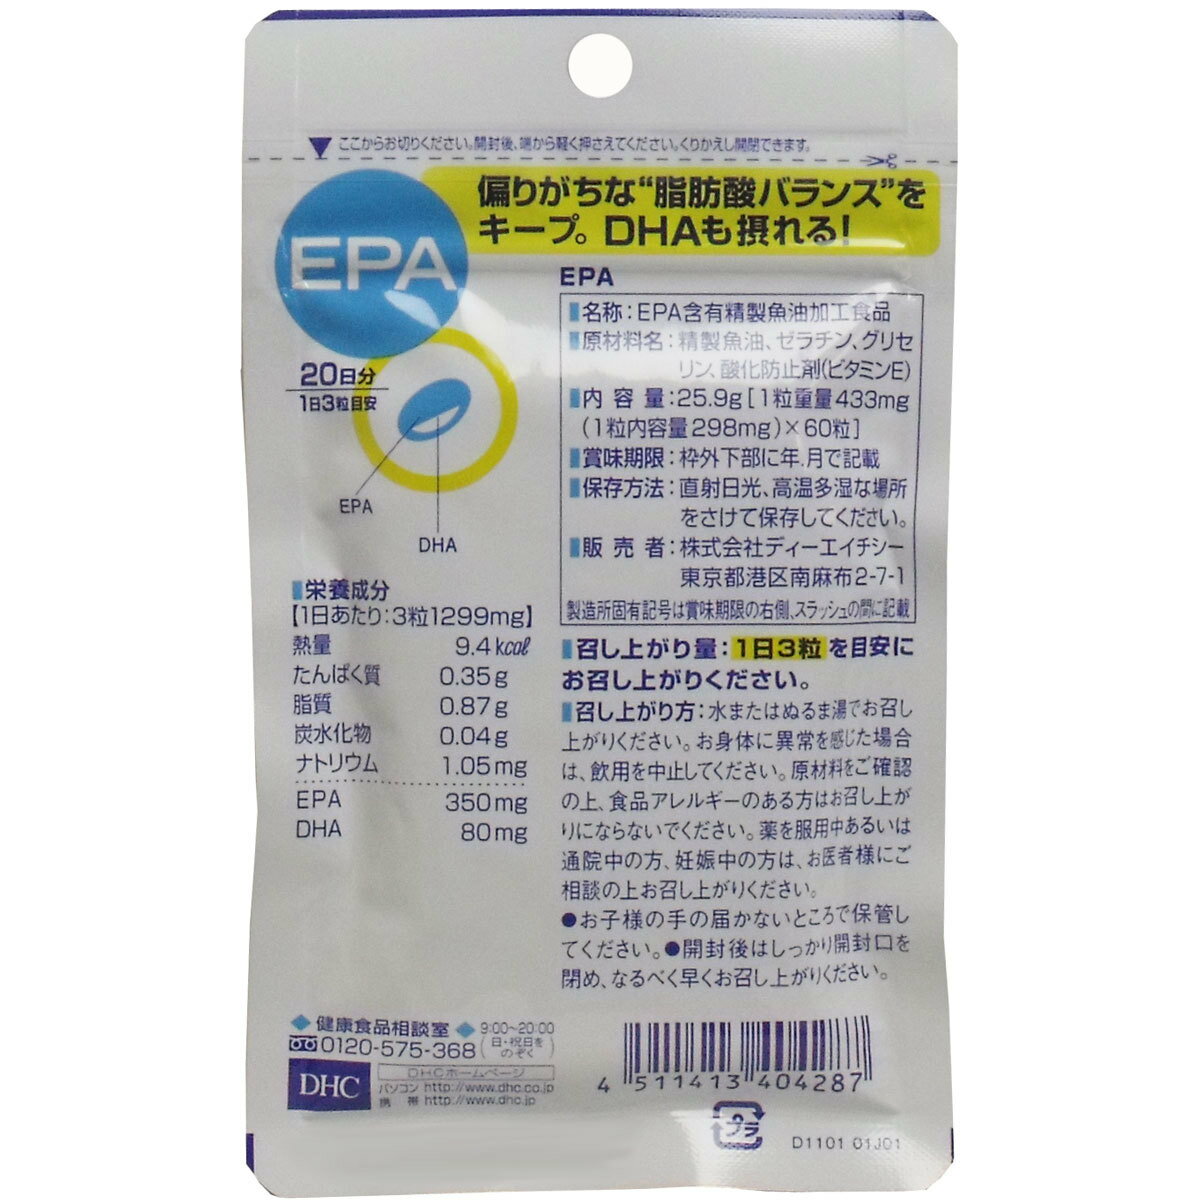 ▼ここからお切りください。開封後、端から軽く押さえてください。くりかえし開閉できます。
偏りがちな“脂肪酸バランス”を
キープ。DHAも摂れる！
EPA
20日分
1日3粒目安
EPA
DHA
栄養成分
【1日あたり：3粒1299mg】
熱量 9.4kcal
たんぱく質 0.35g
脂質 0.87g
炭水化物 0.04g
ナトリウム 1.05mg
EPA 350mg
DHA 80mg
EPA
名称：EPA含有精製魚油加工食品
原材料名：精製魚油、ゼラチン、グリセ
リン、酸化防止剤(ビタミンE)
内容量：25.9g［1粒重量433mg
(1粒内容量298mg)×60粒］
賞味期限：枠外下部に年.月で記載
保存方法：直射日光、高温多湿な場所
をさけて保存してください。
販売者：株式会社ディーエイチシー
東京都港区南麻布2-7-1
製造所固有記号は賞味期限の右側、スラッシュの間に記載
召し上がり量：1日3粒を目安に
お召し上がりください。
召し上がり方：水またはぬるま湯でお召し
上がりください。お身体に異常を感じた場合
は、飲用を中止してください。原材料をご確認
の上、食品アレルギーのある方はお召し上が
りにならないでください。薬を服用中あるいは
通院中の方、妊娠中の方は、お医者様にご
相談の上お召し上がりください。
●お子様の手の届かないところで保管し
てください。●開封後はしっかり開封口を
閉め、なるべく早くお召し上がりください。
◆健康食品相談室◆ 9:00~20:00
0120-575-368 (日・祝日をのぞく)
DHC
DHCホームページ
パソコン http://www.dhc.co.jp
携帯 http://www.dhc.jp
4 511413 404287
プラ
D1101 01J01